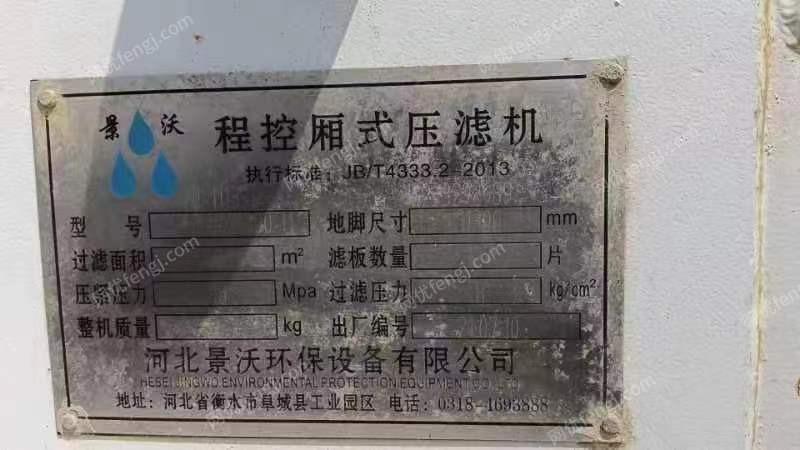 景沃 程控厢式压滤机
执行标准：JB/T4333.2-2013
型 号 地脚尺寸 mm
过滤面积 m² 滤板数量 片
压紧压力 Mpa 过滤压力 kg/cm²
整机质量 kg 出厂编号
河北景沃环保设备有限公司
HEBEI JINGWO ENVIRONMENTAL PROTECTION EQUIPMENT CO.,LTD
地址：河北省衡水市阜城县工业园区 电话：0318-4693888